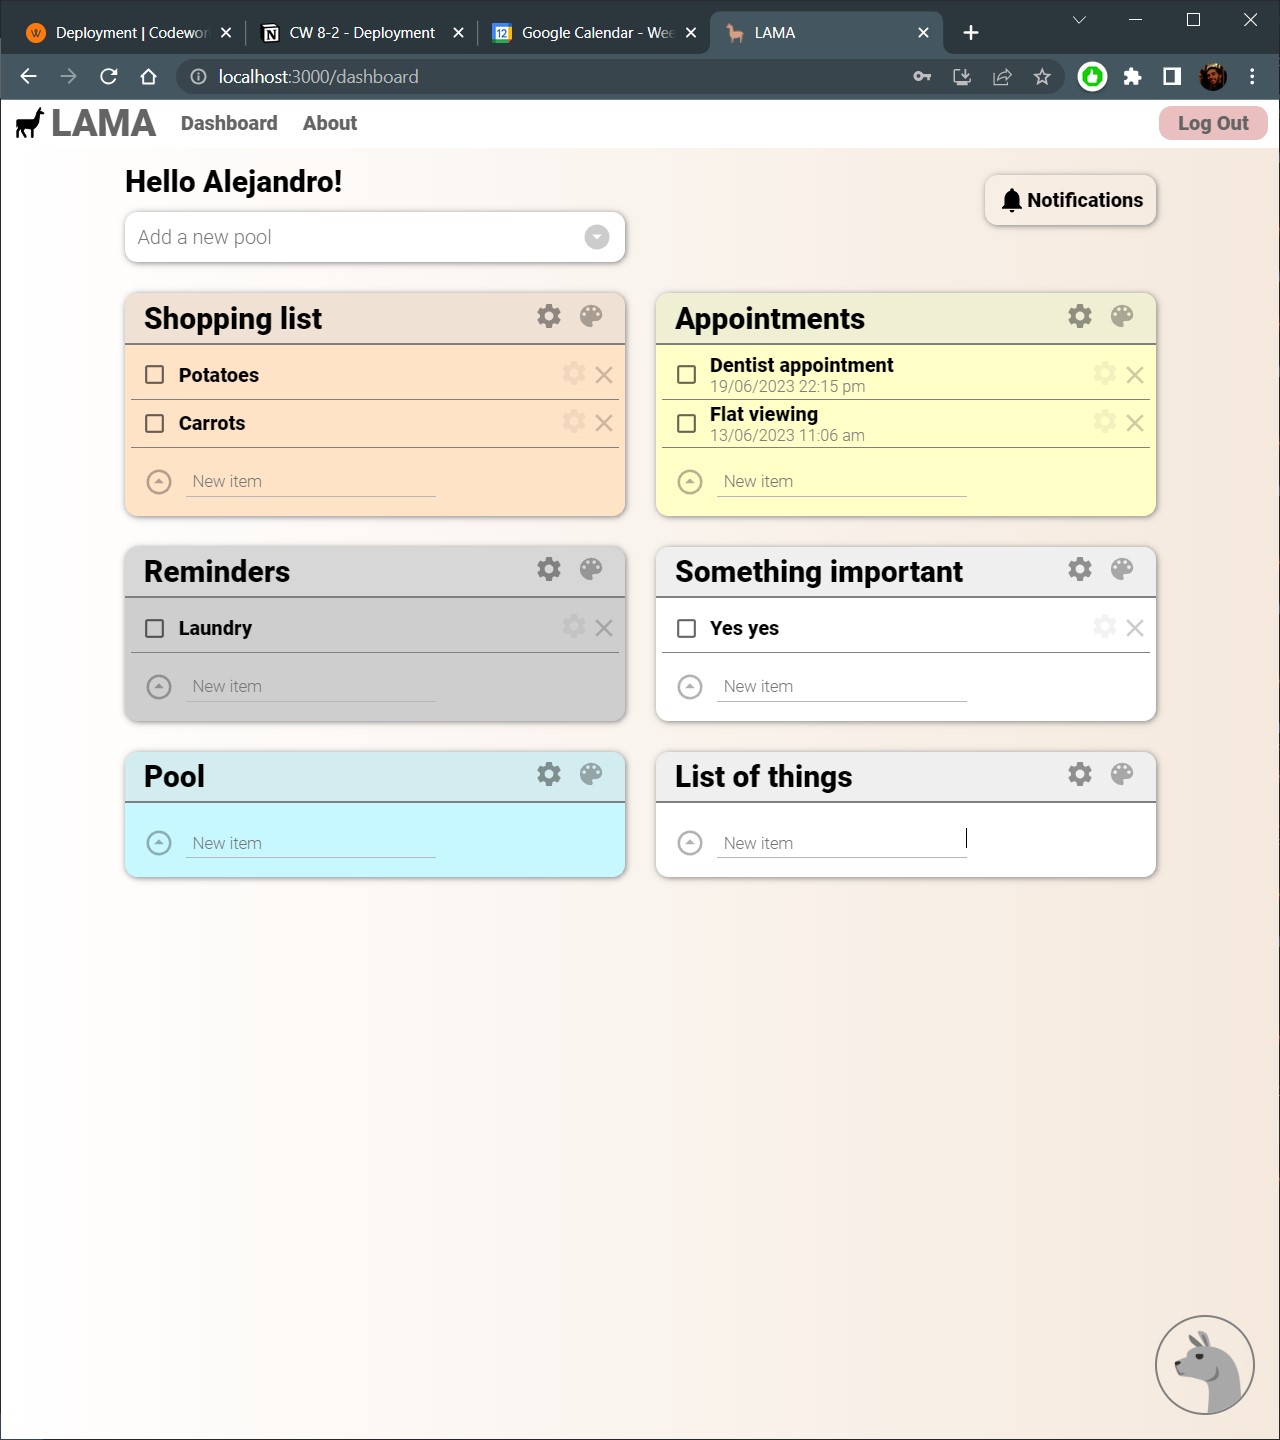 Deployment | Codewor
CW 8-2 - Deployment
Google Calendar - Wee
LAMA
localhost:3000/dashboard
LAMA
Dashboard
About
Log Out
Hello Alejandro!
Notifications
Add a new pool
Shopping list
Potatoes
Carrots
New item
Appointments
Dentist appointment
19/06/2023 22:15 pm
Flat viewing
13/06/2023 11:06 am
New item
Reminders
Laundry
New item
Something important
Yes yes
New item
Pool
New item
List of things
New item